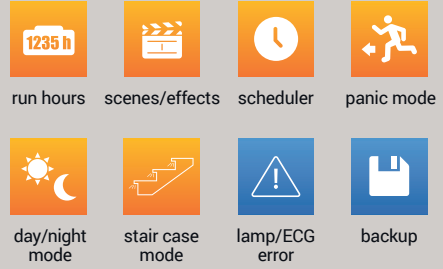 1235 h
run hours scenes/effects scheduler panic mode
day/night stair case lamp/ECG backup
mode mode error